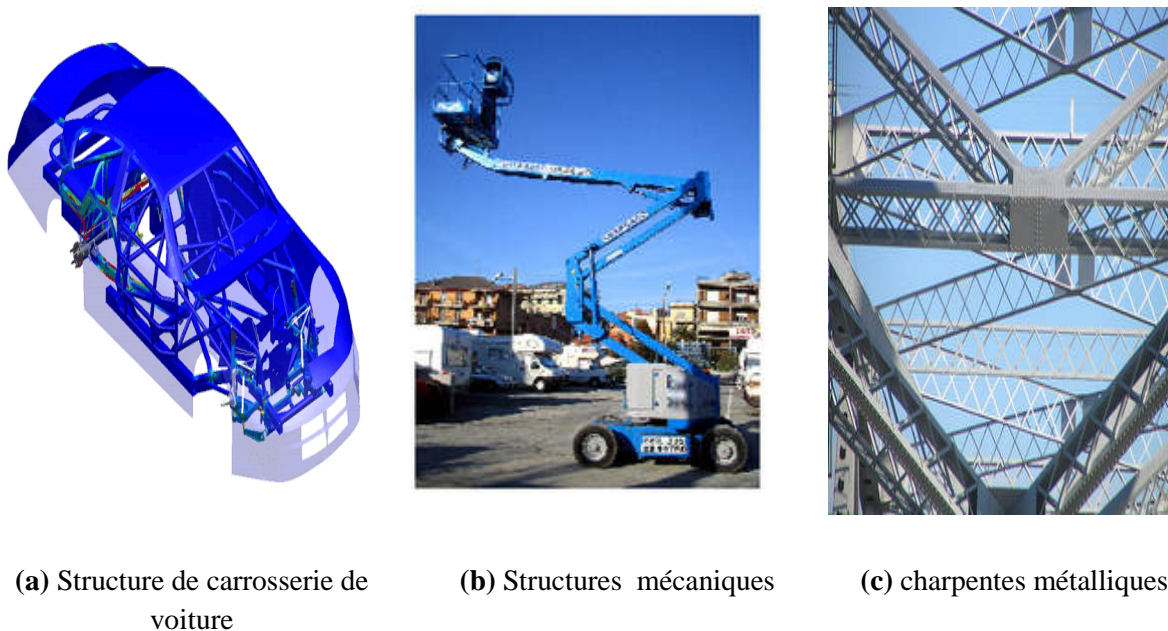 (a) Structure de carrosserie de
voiture
(b) Structures mécaniques
(c) charpentes métalliques